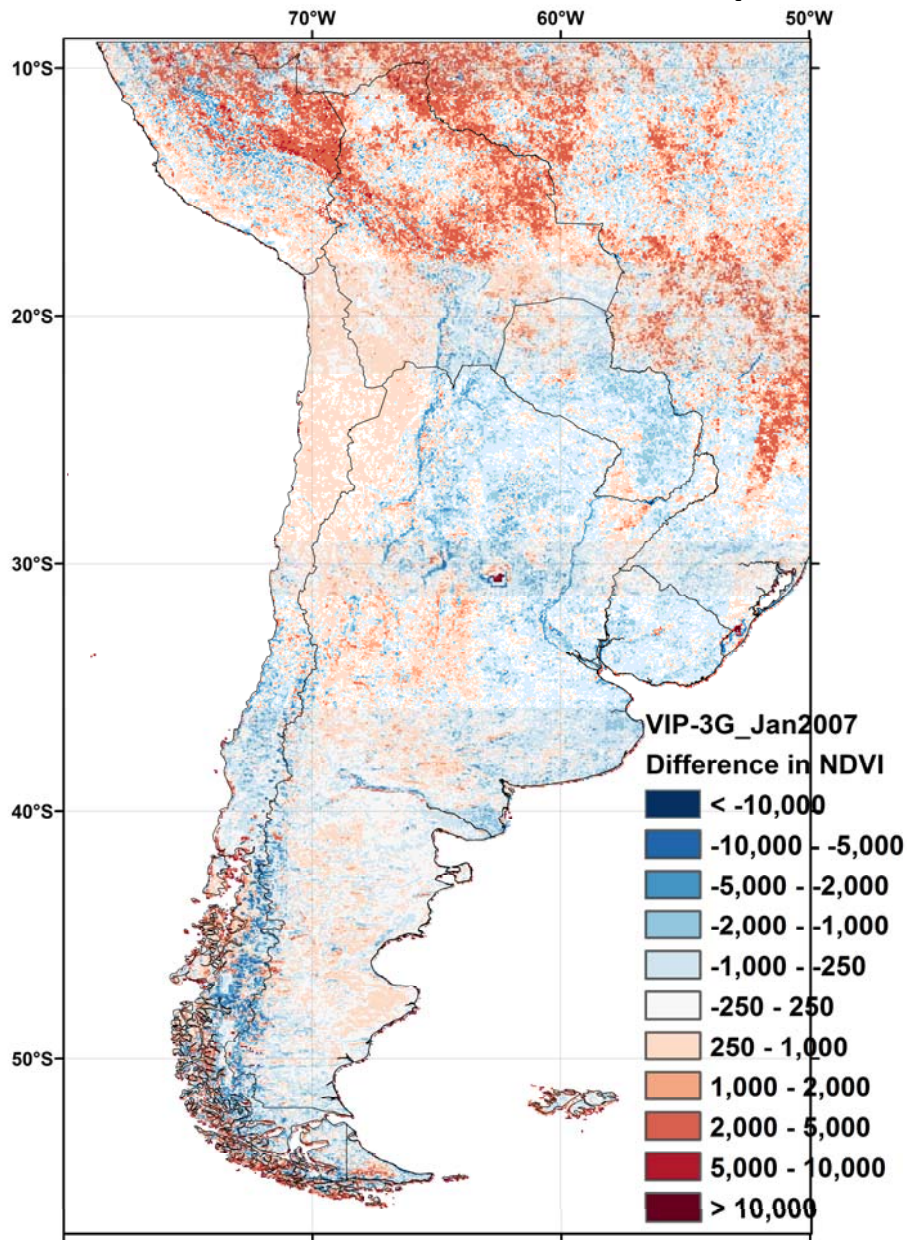 70°W 60°W 50°W
10°S
20°S
30°S
40°S
50°S
VIP-3G_Jan2007
Difference in NDVI
< -10,000
-10,000 - -5,000
-5,000 - -2,000
-2,000 - -1,000
-1,000 - -250
-250 - 250
250 - 1,000
1,000 - 2,000
2,000 - 5,000
5,000 - 10,000
> 10,000